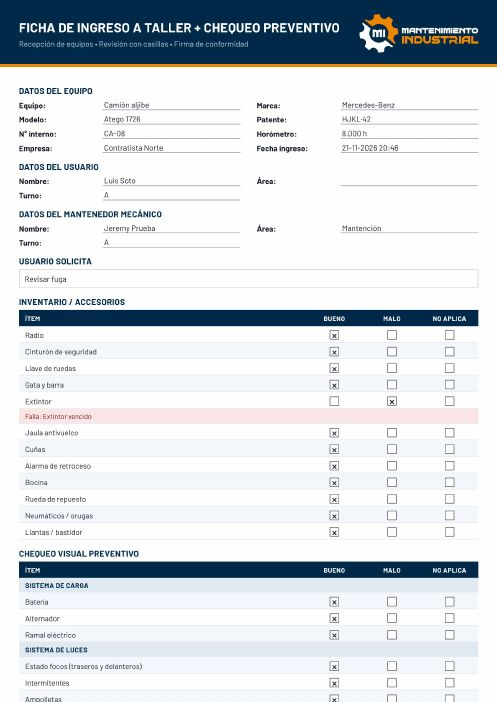 FICHA DE INGRESO A TALLER + CHEQUEO PREVENTIVO
Recepción de equipos • Revisión con casillas • Firma de conformidad
MI MANTENIMIENTO
INDUSTRIAL
DATOS DEL EQUIPO
Equipo: Camión aljibe Marca: Mercedes-Benz
Modelo: Atego 1726 Patente: HJKL-42
N° interno: CA-08 Horómetro: 8.000 h
Empresa: Contratista Norte Fecha ingreso: 21-11-2026 20:46
DATOS DEL USUARIO
Nombre: Luis Soto Área:
Turno: A
DATOS DEL MANTENEDOR MECÁNICO
Nombre: Jeremy Prueba Área: Mantención
Turno: A
USUARIO SOLICITA
Revisar fuga
INVENTARIO / ACCESORIOS
ÍTEM BUENO MALO NO APLICA
Radio x
Cinturón de seguridad x
Llave de ruedas x
Gata y barra x
Extintor x
Falla: Extintor vencido
Jaula antivuelco x
Cuñas x
Alarma de retroceso x
Bocina x
Rueda de repuesto x
Neumáticos / orugas x
Llantas / bastidor x
CHEQUEO VISUAL PREVENTIVO
ÍTEM BUENO MALO NO APLICA
SISTEMA DE CARGA
Batería x
Alternador x
Ramal eléctrico x
SISTEMA DE LUCES
Estado focos (traseros y delanteros) x
Intermitentes x
Ampolletas x